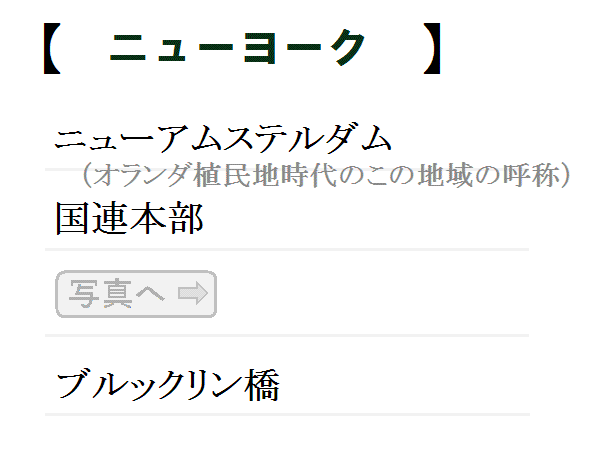 【 ニューヨーク 】
ニューアムステルダム
（オランダ植民地時代のこの地域の呼称）
国連本部
写真へ ⇨
ブルックリン橋